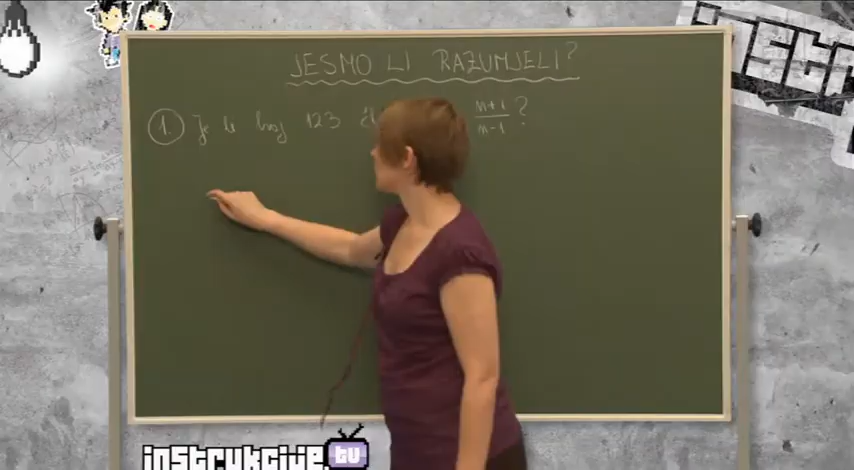 JESMO LI RAZUMJELI?
1. Je li broj 123 č n+1/n-1 ?
instrukcije.tv